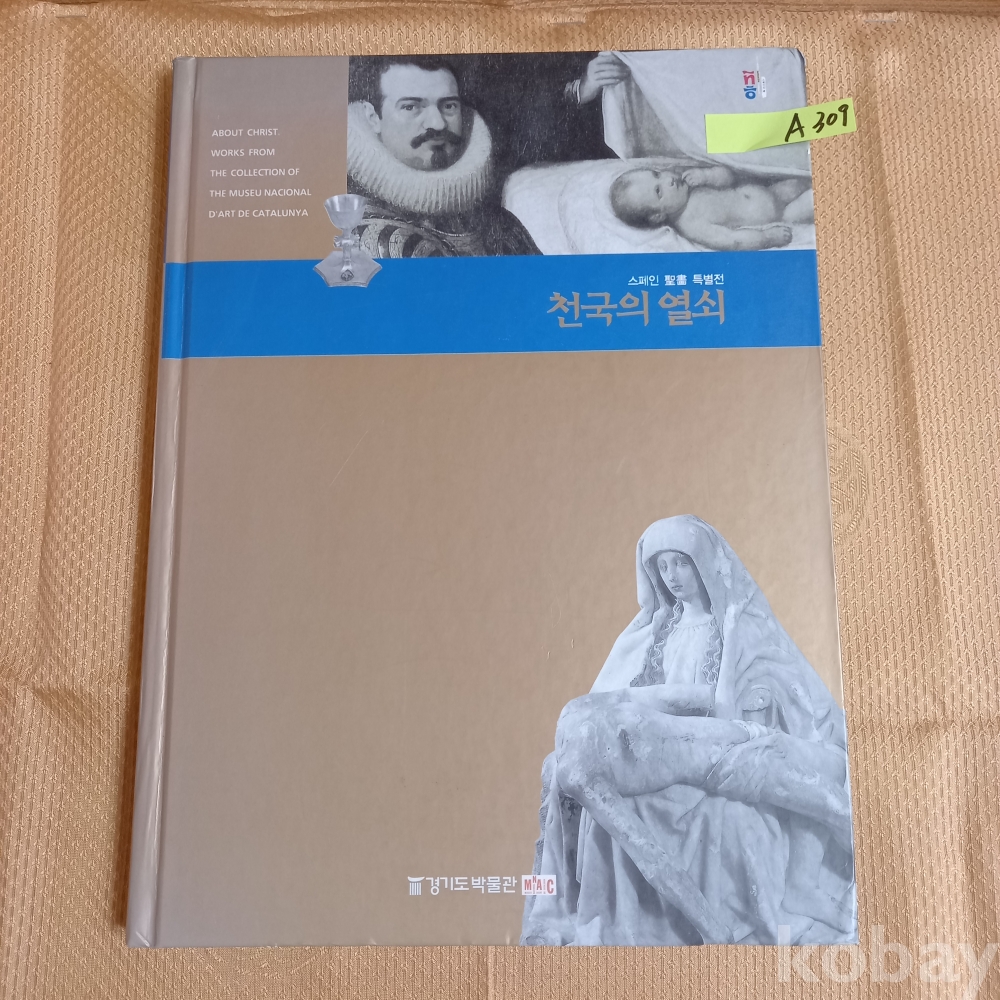 ABOUT CHRIST.
WORKS FROM
THE COLLECTION OF
THE MUSEU NACIONAL
D'ART DE CATALUNYA
A309
스페인 聖畵 특별전
천국의 열쇠
경기도박물관 MNAC
kobay